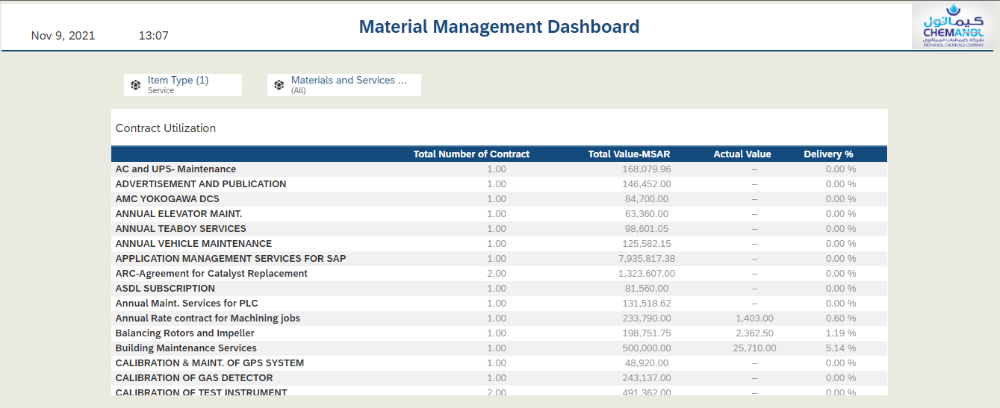 Nov 9, 2021 13:07 Material Management Dashboard
كيمانول
CHEMANOL
شركة كيميائيات الميثانول
METHANOL CHEMICALS COMPANY
Item Type (1) Materials and Services ...
Service (All)
Contract Utilization
Total Number of Contract Total Value-MSAR Actual Value Delivery %
AC and UPS- Maintenance 1.00 168,079.96 – 0.00 %
ADVERTISEMENT AND PUBLICATION 1.00 146,452.00 – 0.00 %
AMC YOKOGAWA DCS 1.00 84,700.00 – 0.00 %
ANNUAL ELEVATOR MAINT. 1.00 63,360.00 – 0.00 %
ANNUAL TEABOY SERVICES 1.00 98,601.05 – 0.00 %
ANNUAL VEHICLE MAINTENANCE 1.00 125,582.15 – 0.00 %
APPLICATION MANAGEMENT SERVICES FOR SAP 1.00 7,935,817.38 – 0.00 %
ARC-Agreement for Catalyst Replacement 2.00 1,323,607.00 – 0.00 %
ASDL SUBSCRIPTION 1.00 81,560.00 – 0.00 %
Annual Maint. Services for PLC 1.00 131,518.62 – 0.00 %
Annual Rate contract for Machining jobs 1.00 233,790.00 1,403.00 0.60 %
Balancing Rotors and Impeller 1.00 198,751.75 2,362.50 1.19 %
Building Maintenance Services 1.00 500,000.00 25,710.00 5.14 %
CALIBRATION & MAINT. OF GPS SYSTEM 1.00 48,920.00 – 0.00 %
CALIBRATION OF GAS DETECTOR 1.00 243,137.00 – 0.00 %
CALIBRATION OF TEST INSTRUMENT 2.00 491,362.00 – 0.00 %